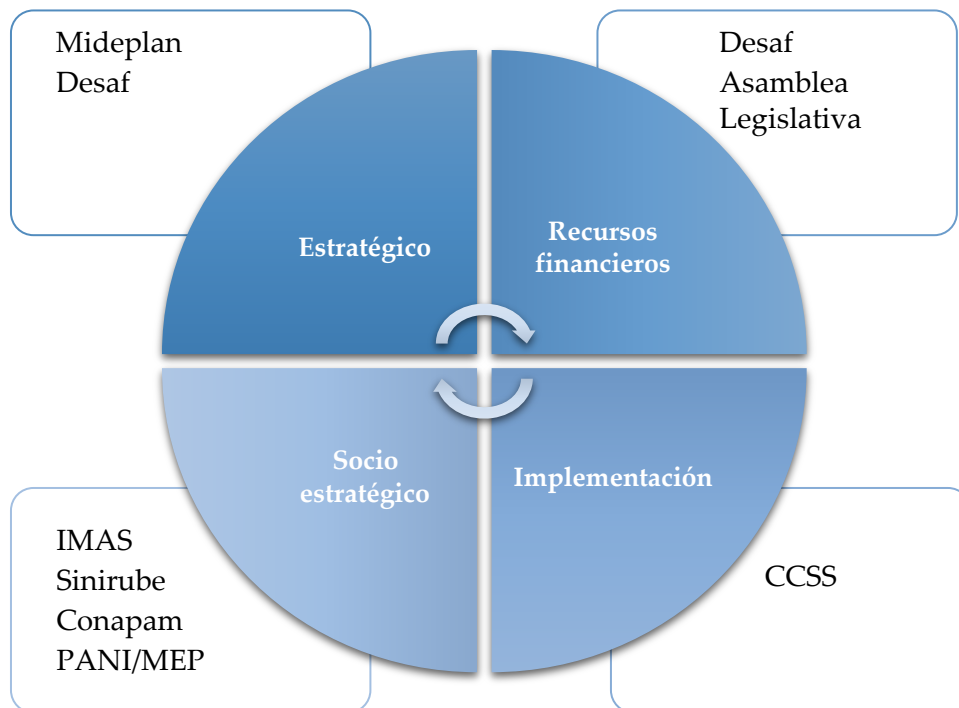 Mideplan
Desaf
Desaf
Asamblea
Legislativa
Estratégico
Recursos
financieros
Socio
estratégico
Implementación
IMAS
Sinirube
Conapam
PANI/MEP
CCSS